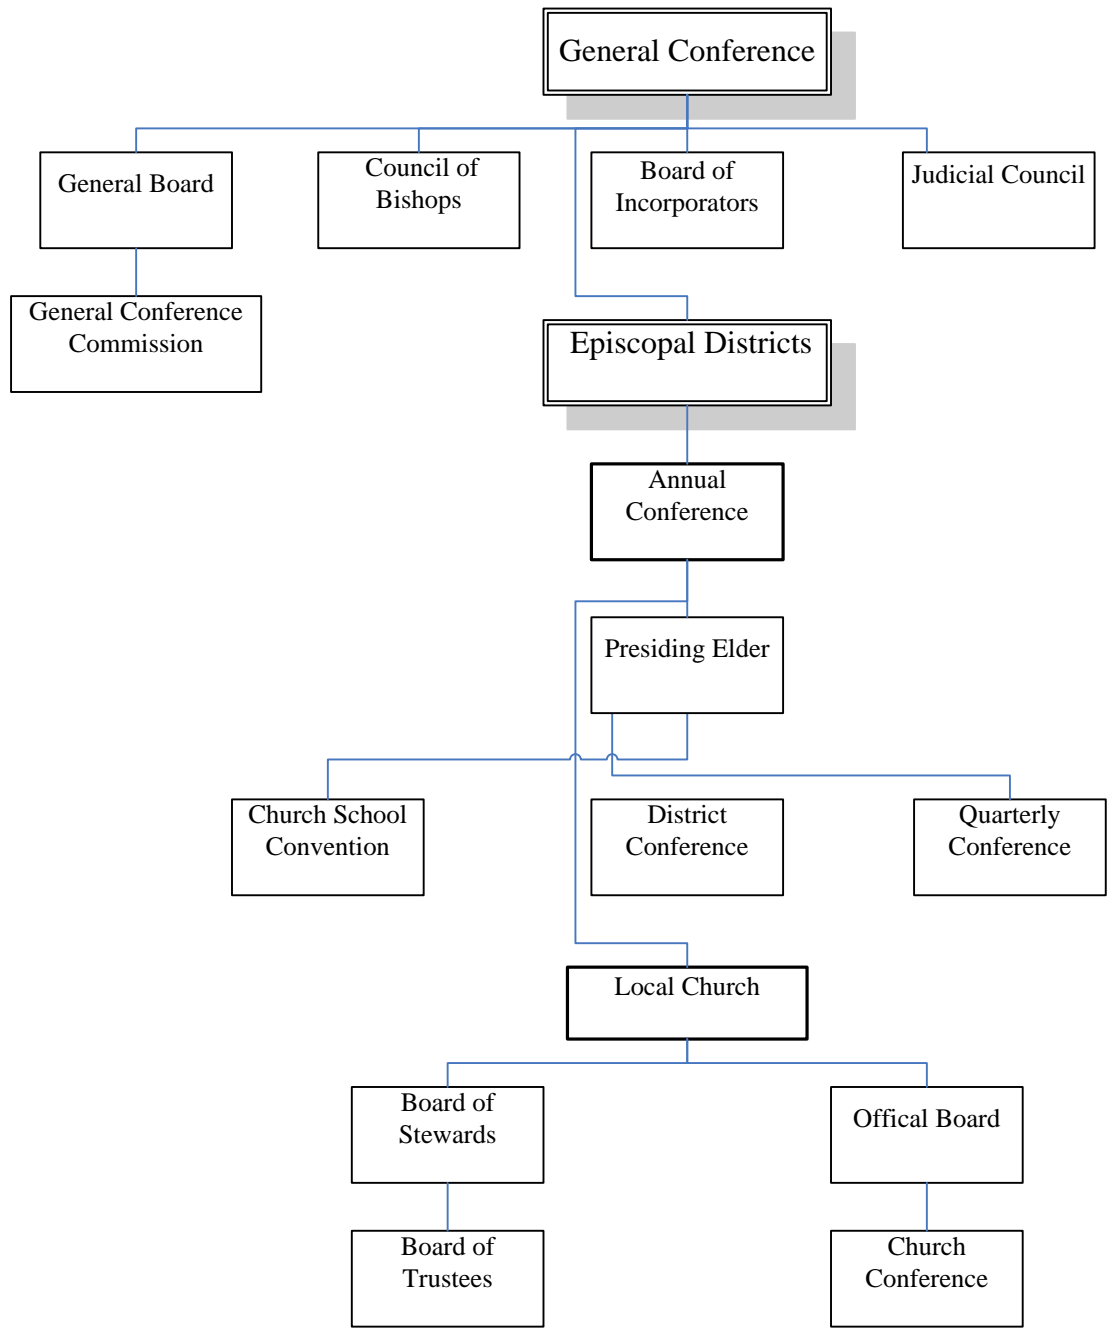 General Conference
General Board
Council of
Bishops
Board of
Incorporators
Judicial Council
General Conference
Commission
Episcopal Districts
Annual
Conference
Presiding Elder
Church School
Convention
District
Conference
Quarterly
Conference
Local Church
Board of
Stewards
Offical Board
Board of
Trustees
Church
Conference